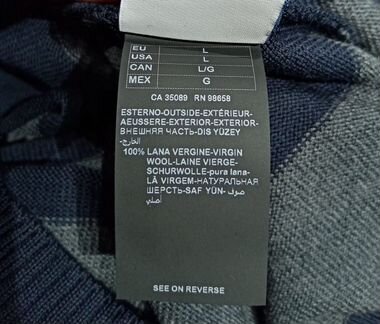 EU L
USA L
CAN L/G
MEX G
CA 35089 RN 98658
ESTERNO-OUTSIDE-EXTÉRIEUR-
AEUSSERE-EXTERIOR-EXTERIOR-
ВНЕШНЯЯ ЧАСТЬ-DIS YÜZEY
-الخارج
100% LANA VERGINE-VIRGIN
WOOL-LAINE VIERGE-
SCHURWOLLE-pura lana-
LÃ VIRGEM-НАТУРАЛЬНАЯ
ШЕРСТЬ-SAF YÜN- صوف
أصلي
SEE ON REVERSE